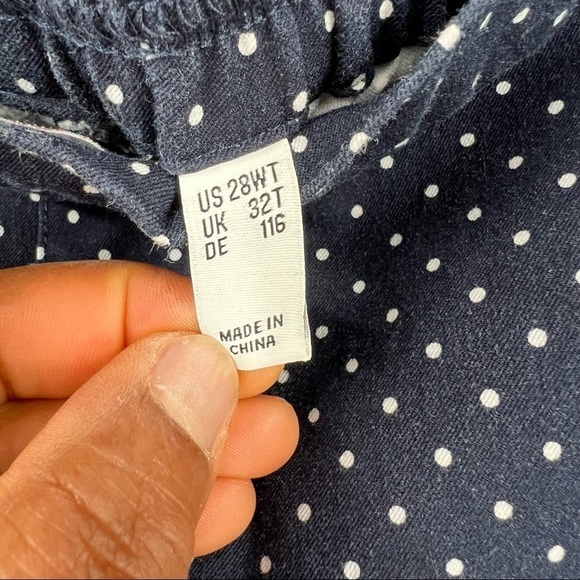 US 28WT
UK 32T
DE 116
MADE IN
CHINA